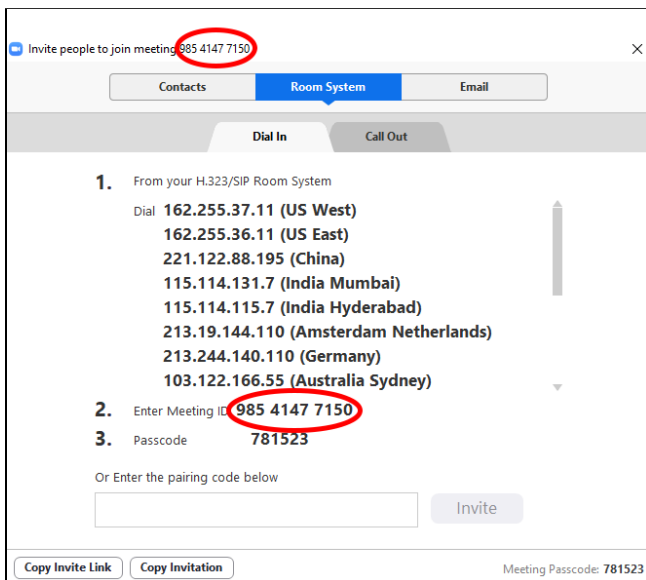 Invite people to join meeting 985 4147 7150
Contacts Room System Email
Dial In Call Out
1. From your H.323/SIP Room System
Dial 162.255.37.11 (US West)
162.255.36.11 (US East)
221.122.88.195 (China)
115.114.131.7 (India Mumbai)
115.114.115.7 (India Hyderabad)
213.19.144.110 (Amsterdam Netherlands)
213.244.140.110 (Germany)
103.122.166.55 (Australia Sydney)
2. Enter Meeting ID 985 4147 7150
3. Passcode 781523
Or Enter the pairing code below
Invite
Copy Invite Link Copy Invitation Meeting Passcode: 781523